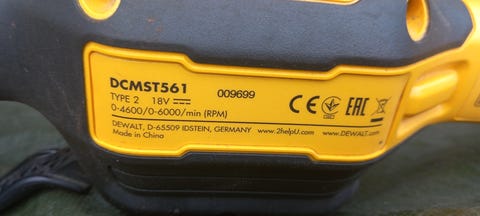 DCMST561
009699
TYPE 2 18V
0-4600/0-6000/min (RPM)
CE EAC
DEWALT, D-65509 IDSTEIN, GERMANY www.2helpU.com www.DEWALT.com
Made in China